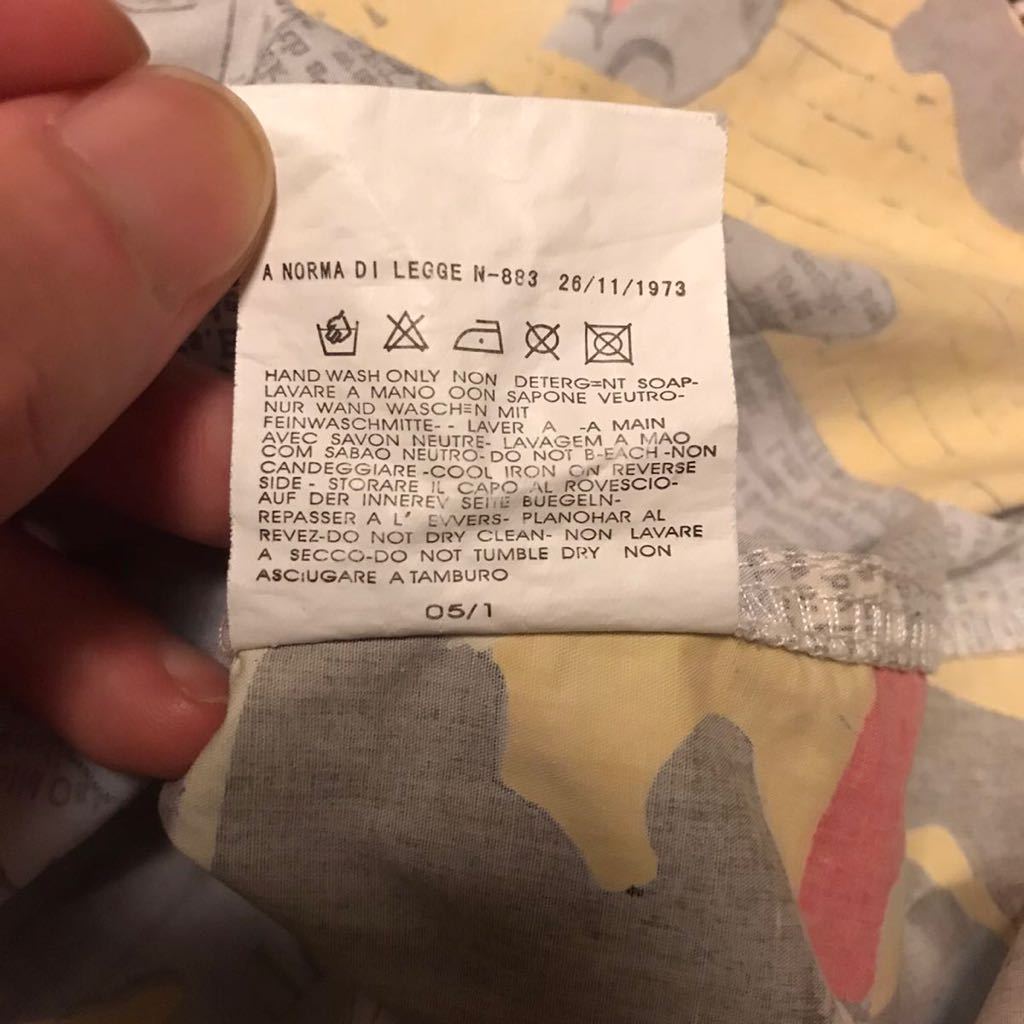 A NORMA DI LEGGE N-883 26/11/1973
HAND WASH ONLY NON DETERG=NT SOAP-
LAVARE A MANO OON SAPONE VEUTRO-
NUR WAND WASCH=N MIT
FEINWASCHMITTE- - LAVER A -A MAIN
AVEC SAVON NEUTRE- LAVAGEM A MAO
COM SABAO NEUTRO-DO NOT B-EACH -NON
CANDEGGIARE -COOL IRON ON REVERSE
SIDE - STORARE IL CAPO AL ROVESCIO-
AUF DER INNEREV SEITE BUEGELN-
REPASSER A L' EVVERS- PLANOHAR AL
REVEZ-DO NOT DRY CLEAN- NON LAVARE
A SECCO-DO NOT TUMBLE DRY NON
ASCIUGARE A TAMBURO
05/1